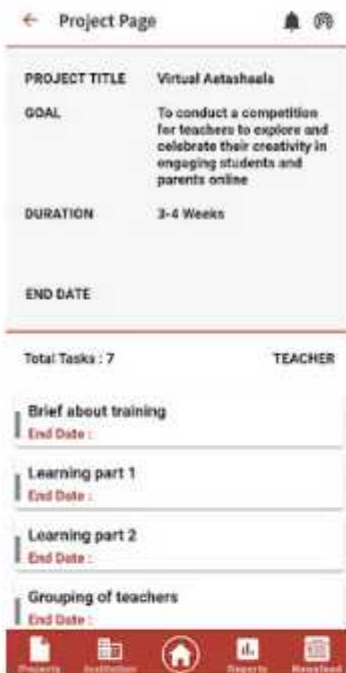 Project Page
PROJECT TITLE Virtual Aatashaala
GOAL To conduct a competition
for teachers to explore and
celebrate their creativity in
engaging students and
parents online
DURATION 3-4 Weeks
END DATE
Total Tasks : 7 TEACHER
Brief about training
End Date :
Learning part 1
End Date :
Learning part 2
End Date :
Grouping of teachers
End Date :
Projects Institution Reports Newsfeed